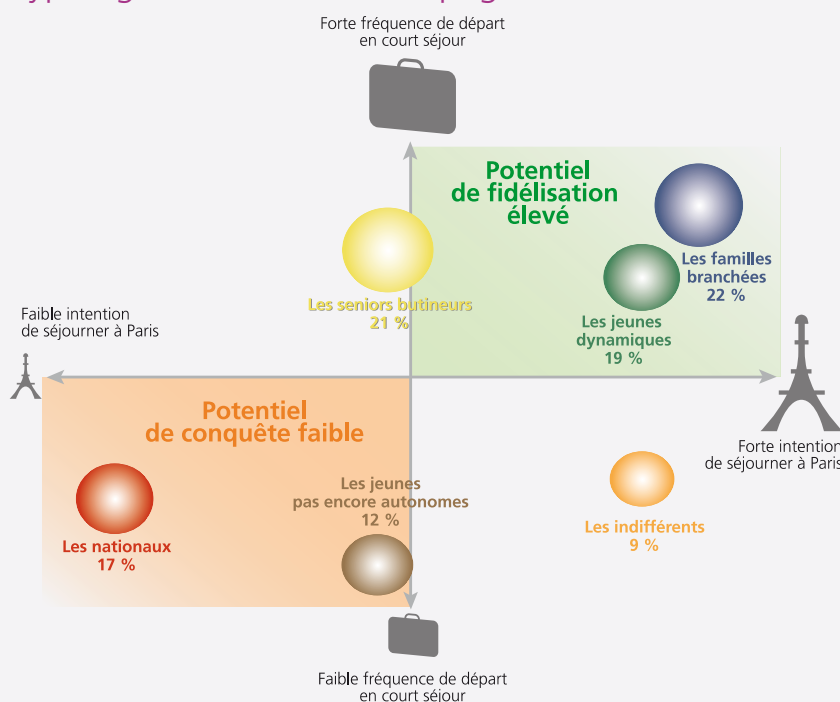 Forte fréquence de départ
en court séjour
Potentiel
de fidélisation
élevé
Les familles
branchées
22 %
Les seniors butineurs
21 %
Les jeunes
dynamiques
19 %
Faible intention
de séjourner à Paris
Forte intention
de séjourner à Paris
Potentiel
de conquête faible
Les jeunes
pas encore autonomes
12 %
Les nationaux
17 %
Les indifférents
9 %
Faible fréquence de départ
en court séjour